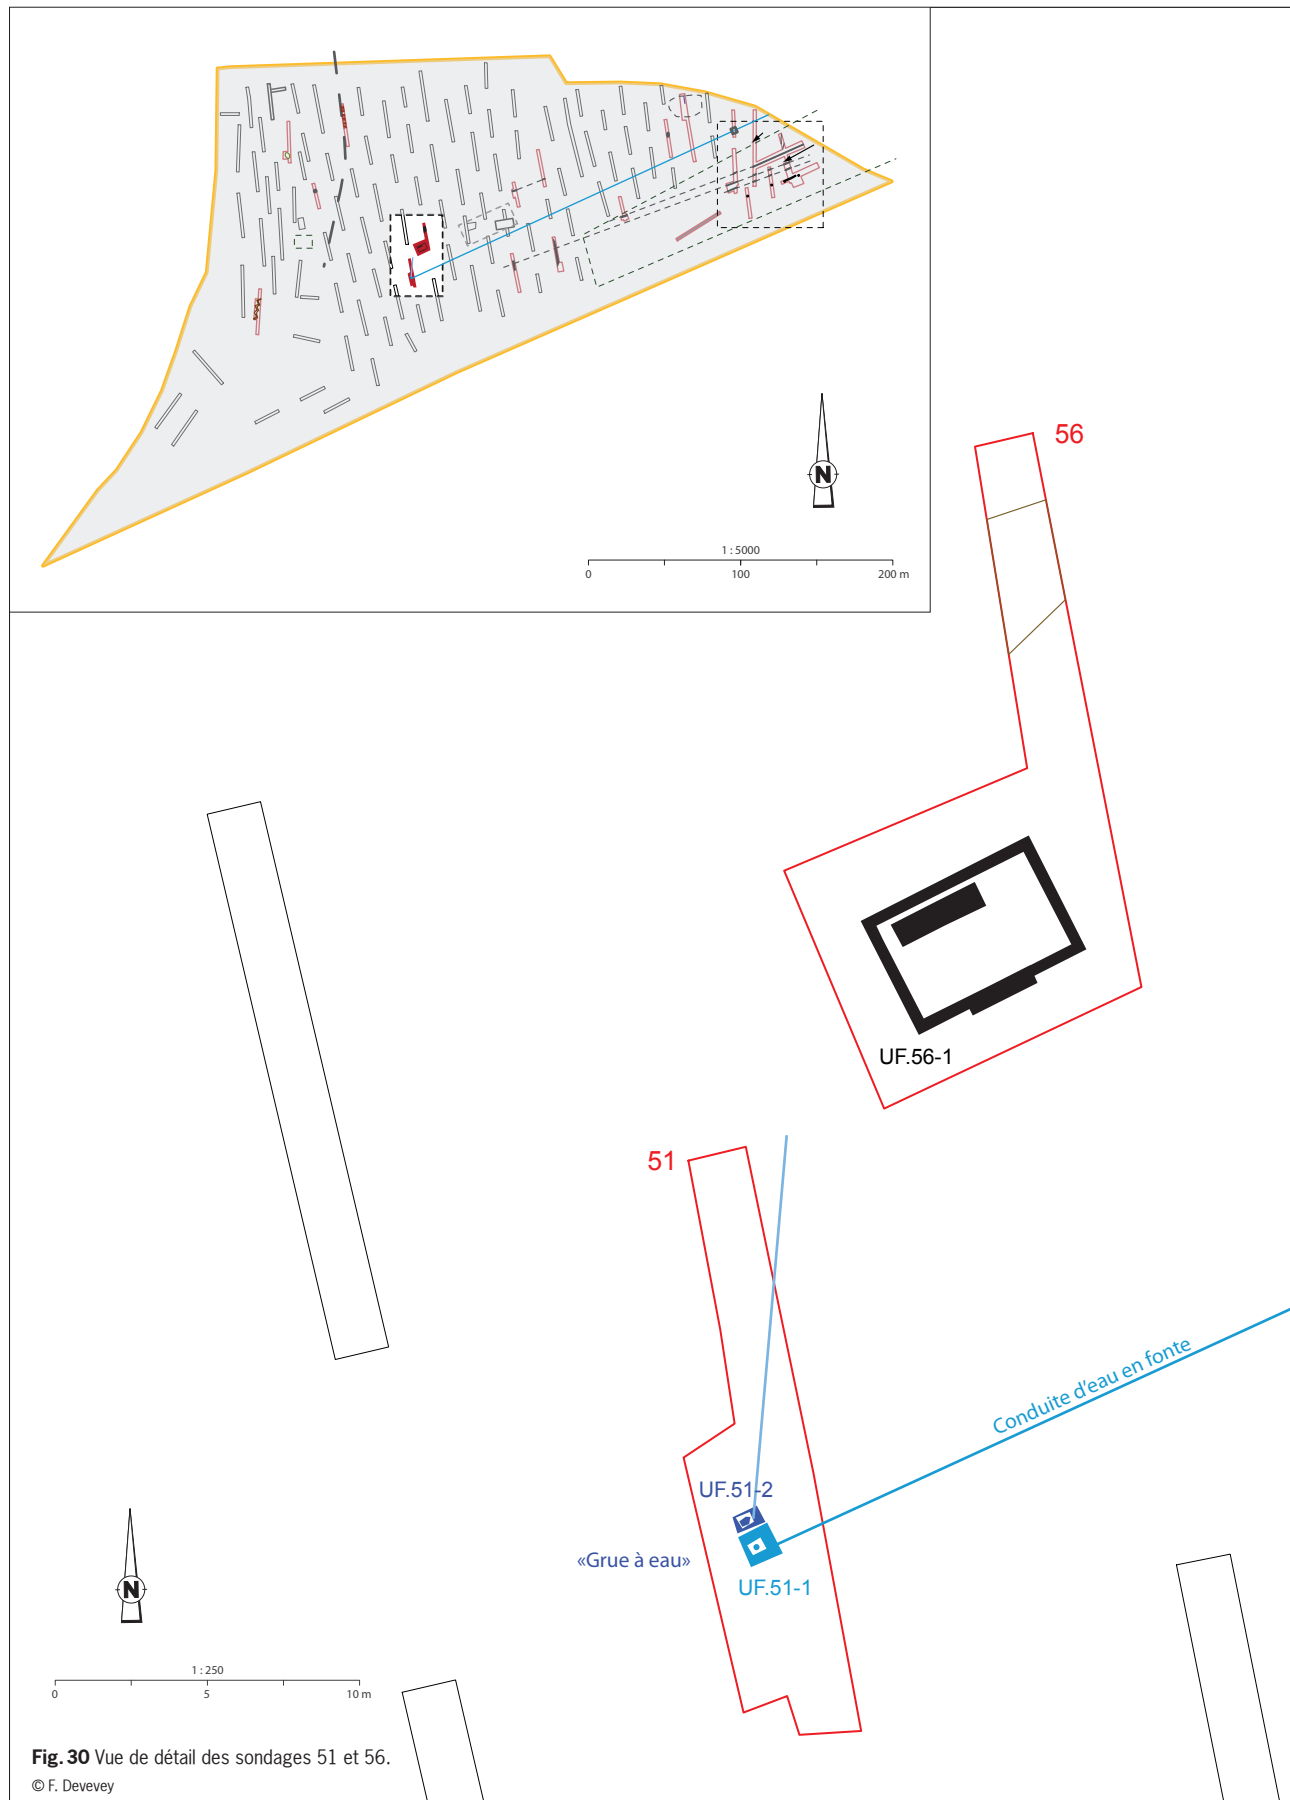 N
1 : 5000
0 100 200 m
56
UF.56-1
51
Conduite d'eau en fonte
UF.51-2
«Grue à eau»
UF.51-1
N
1 : 250
0 5 10 m
Fig. 30 Vue de détail des sondages 51 et 56.
© F. Devevey